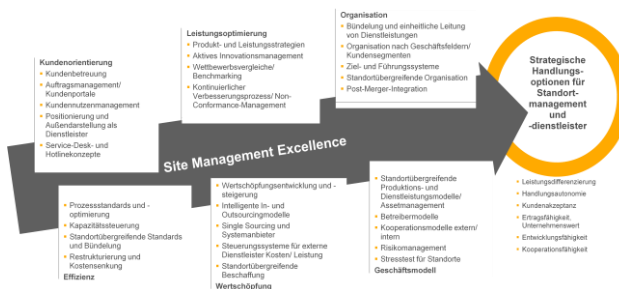 Kundenorientierung
Kundenbetreuung
Auftragsmanagement/
Kundenportale
Kundennutzenmanagement
Positionierung und
Außendarstellung als
Dienstleister
Service-Desk- und
Hotlinekonzepte
Leistungsoptimierung
Produkt- und Leistungsstrategien
Aktives Innovationsmanagement
Wettbewerbsvergleiche/
Benchmarking
Kontinuierlicher
Verbesserungsprozess/ Non-
Conformance-Management
Organisation
Bündelung und einheitliche Leitung
von Dienstleistungen
Organisation nach Geschäftsfeldern/
Kundensegmenten
Ziel- und Führungssysteme
Standortübergreifende Organisation
Post-Merger-Integration
Strategische
Handlungs-
optionen für
Standort-
management
und
-dienstleister
Site Management Excellence
Prozessstandards und -
optimierung
Kapazitätssteuerung
Standortübergreifende Standards
und Bündelung
Restrukturierung und
Kostensenkung
Effizienz
Wertschöpfungsentwicklung und -
steigerung
Intelligente In- und
Outsourcingmodelle
Single Sourcing und
Systemanbieter
Steuerungssysteme für externe
Dienstleister Kosten/ Leistung
Standortübergreifende
Beschaffung
Wertschöpfung
Standortübergreifende
Produktions- und
Dienstleistungsmodelle/
Assetmanagement
Betreibermodelle
Kooperationsmodelle extern/
intern
Risikomanagement
Stresstest für Standorte
Geschäftsmodell
Leistungsdifferenzierung
Handlungsautonomie
Kundenakzeptanz
Ertragsfähigkeit,
Unternehmenswert
Entwicklungsfähigkeit
Kooperationsfähigkeit